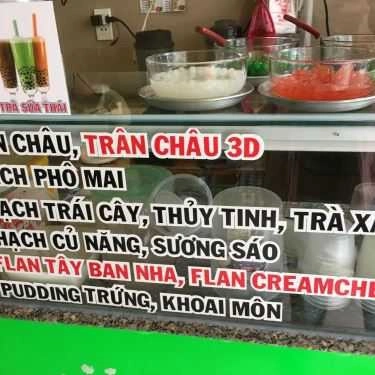 TRÀ SỮA THÁI
N CHÂU, TRÂN CHÂU 3D
CH PHÔ MAI
ẠCH TRÁI CÂY, THỦY TINH, TRÀ XA
HẠCH CỦ NĂNG, SƯƠNG SÁO
FLAN TÂY BAN NHA, FLAN CREAMCHE
PUDDING TRỨNG, KHOAI MÔN